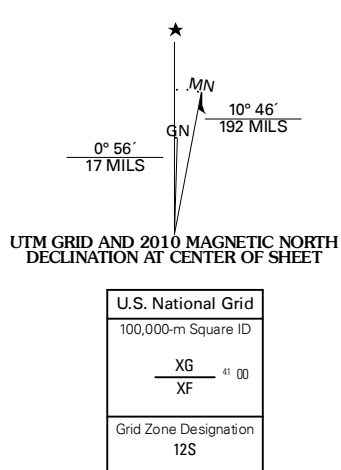 MN
10° 46´
192 MILS
GN
0° 56´
17 MILS
UTM GRID AND 2010 MAGNETIC NORTH
DECLINATION AT CENTER OF SHEET
U.S. National Grid
100,000-m Square ID
XG
41 00
XF
Grid Zone Designation
12S